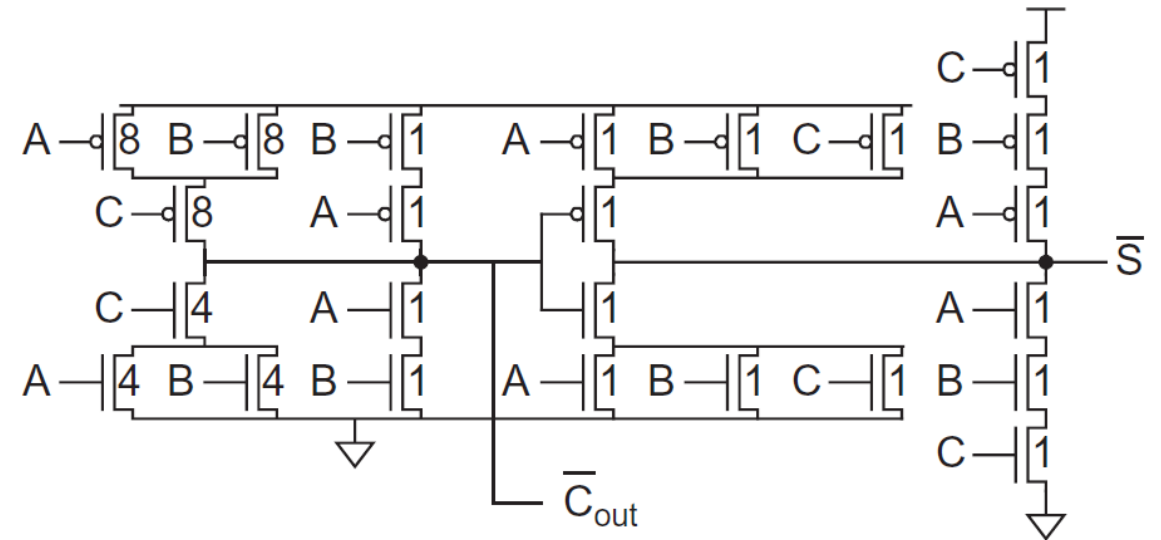 C 1
A 8 B 8 B 1 A 1 B 1 C 1 B 1
C 8 A 1 1 A 1
S̅
C 4 A 1 1 A 1
A 4 B 4 B 1 A 1 B 1 C 1 B 1
C 1
C̅out